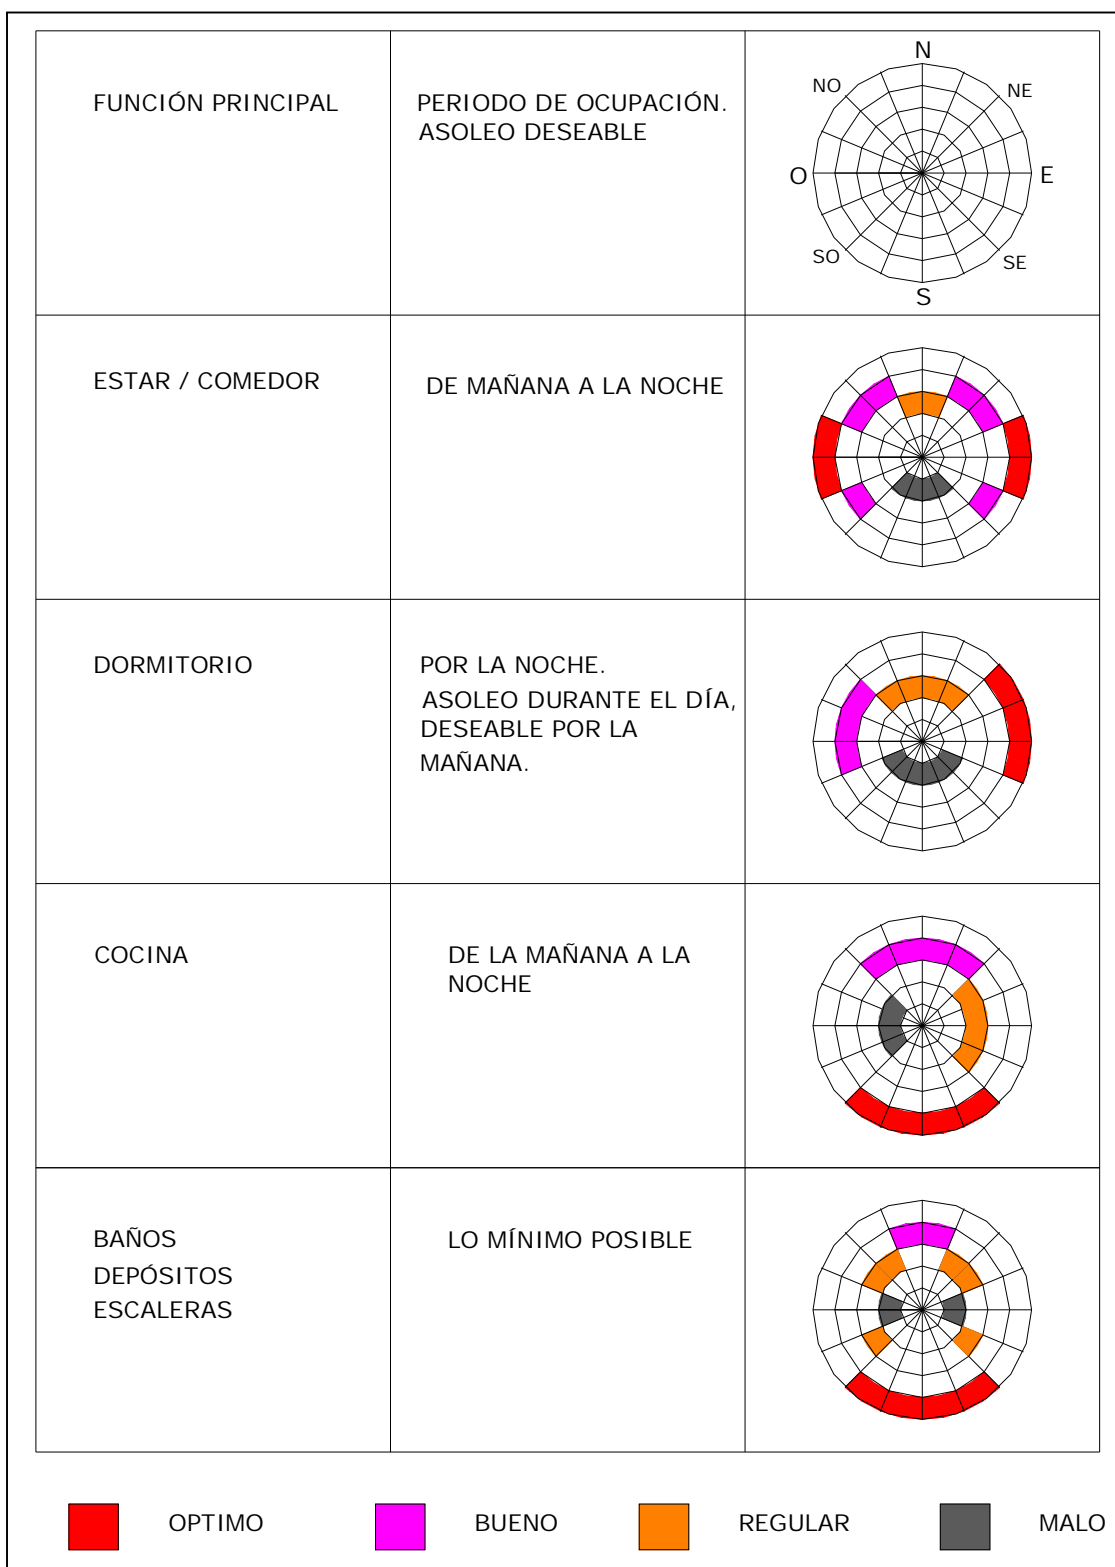 FUNCIÓN PRINCIPAL
PERIODO DE OCUPACIÓN.
ASOLEO DESEABLE
N
NO
NE
O
E
SO
SE
S
ESTAR / COMEDOR
DE MAÑANA A LA NOCHE
DORMITORIO
POR LA NOCHE.
ASOLEO DURANTE EL DÍA,
DESEABLE POR LA
MAÑANA.
COCINA
DE LA MAÑANA A LA
NOCHE
BAÑOS
DEPÓSITOS
ESCALERAS
LO MÍNIMO POSIBLE
OPTIMO
BUENO
REGULAR
MALO